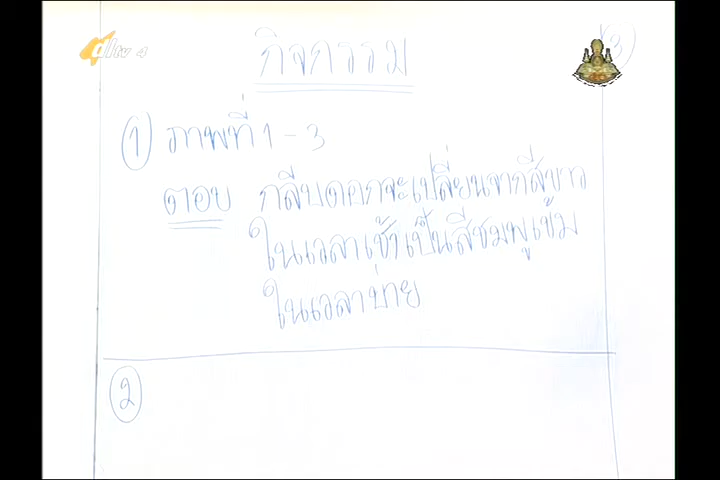 dltv 4
กิจกรรม
3
1 ภาพที่ 1 - 3
ตอบ กลีบดอกจะเปลี่ยนจากสีขาว
ในเวลาเช้าเป็นสีชมพูเข้ม
ในเวลาบ่าย
2